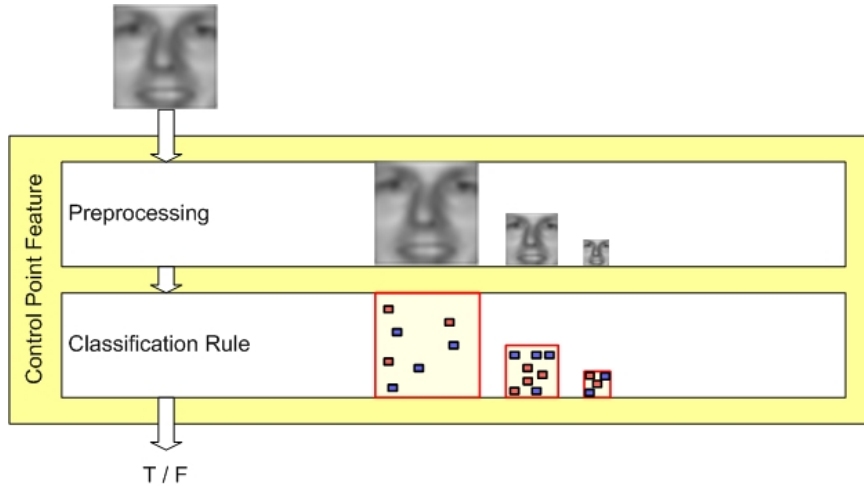 Control Point Feature
Preprocessing
Classification Rule
T / F